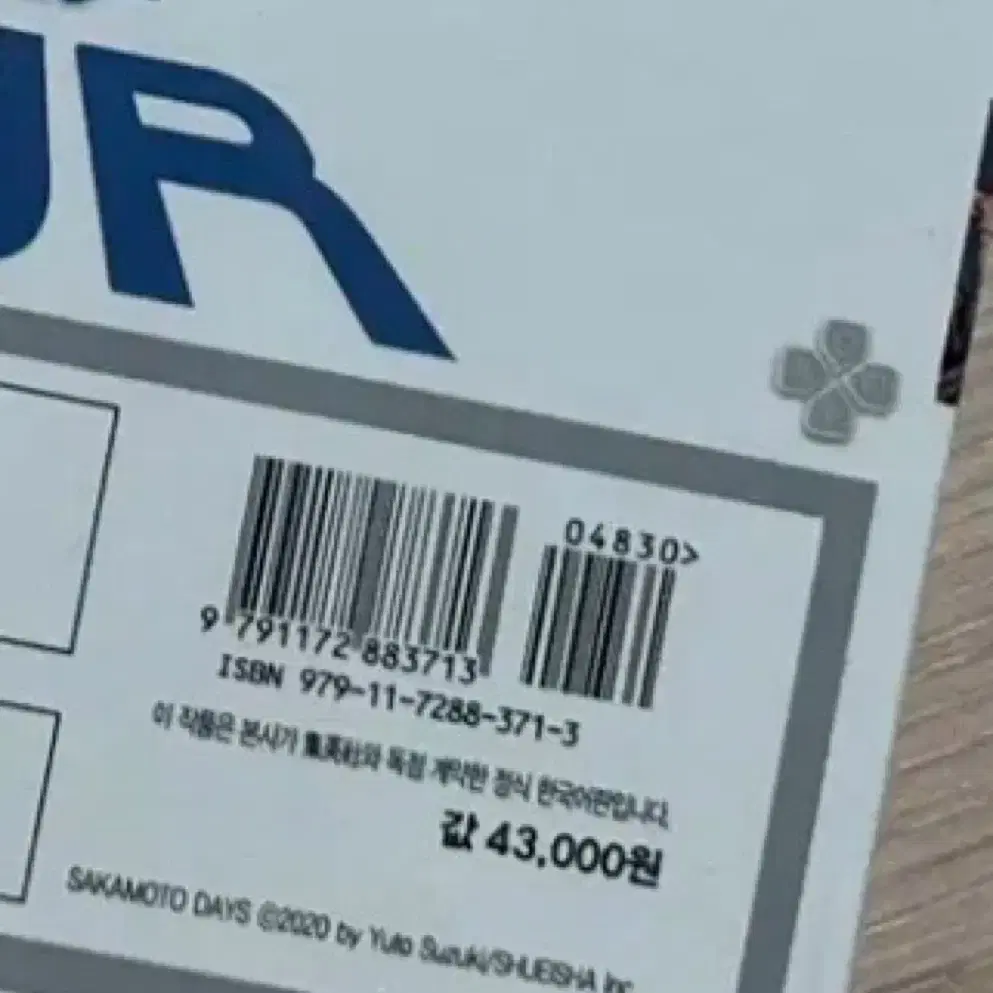 UR
04830>
9 791172 883713
ISBN 979-11-7288-371-3
이 작품은 본사가 集英社와 독점 계약한 정식 한국어판입니다.
값 43,000원
SAKAMOTO DAYS ©2020 by Yuto Suzuki/SHUEISHA Inc.